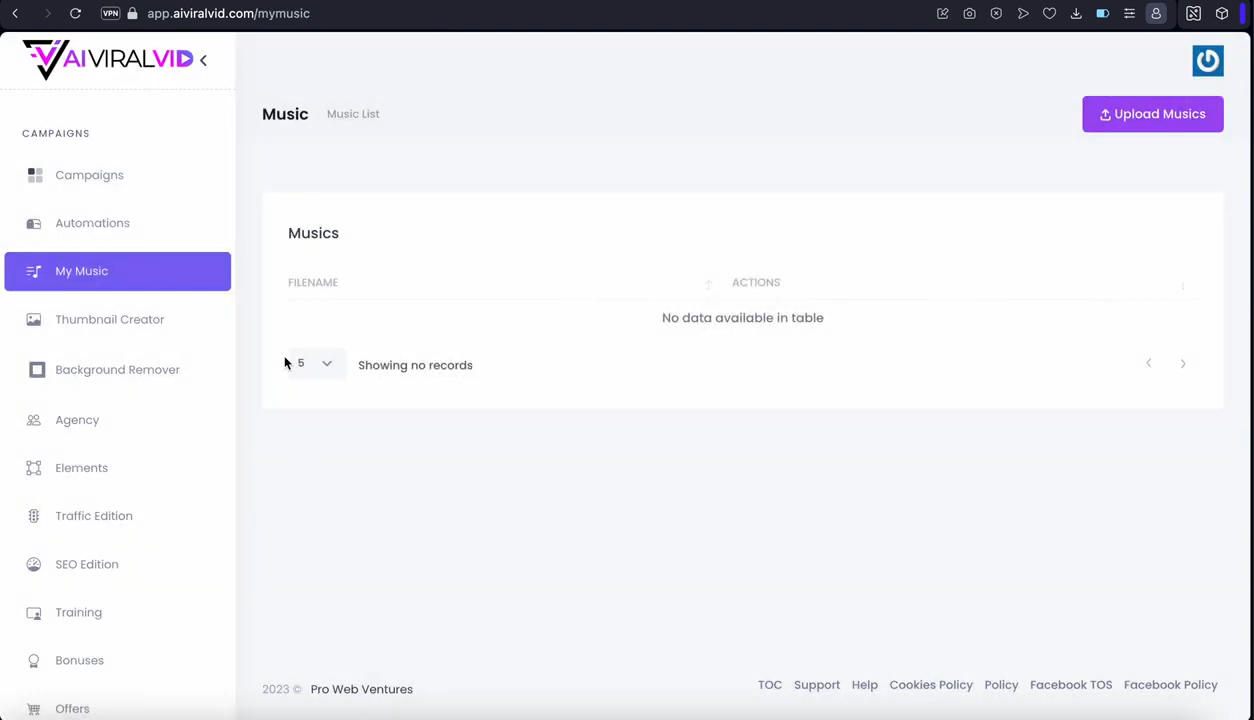 VPN app.aiviralvid.com/mymusic
AIVIRALVID
Music Music List
Upload Musics
CAMPAIGNS
Campaigns
Automations
My Music
Thumbnail Creator
Background Remover
Agency
Elements
Traffic Edition
SEO Edition
Training
Bonuses
Offers
Musics
FILENAME ACTIONS
No data available in table
5 Showing no records
2023 © Pro Web Ventures
TOC Support Help Cookies Policy Policy Facebook TOS Facebook Policy